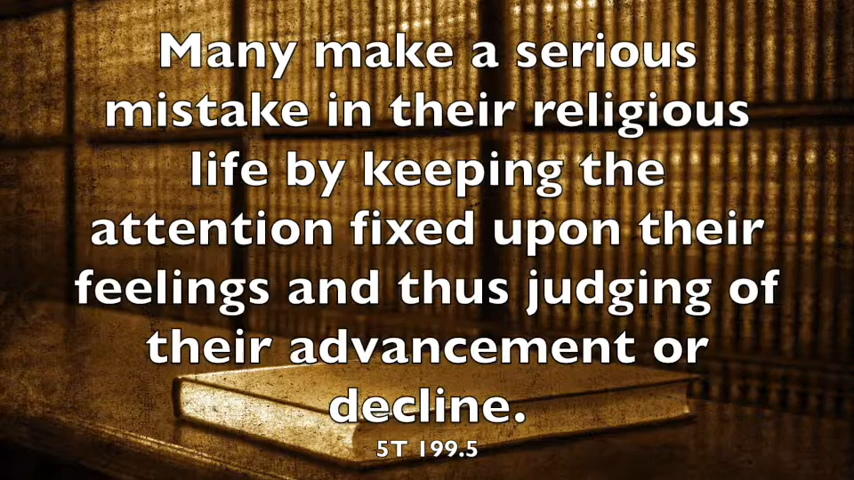 Many make a serious
mistake in their religious
life by keeping the
attention fixed upon their
feelings and thus judging of
their advancement or
decline.
5T 199.5